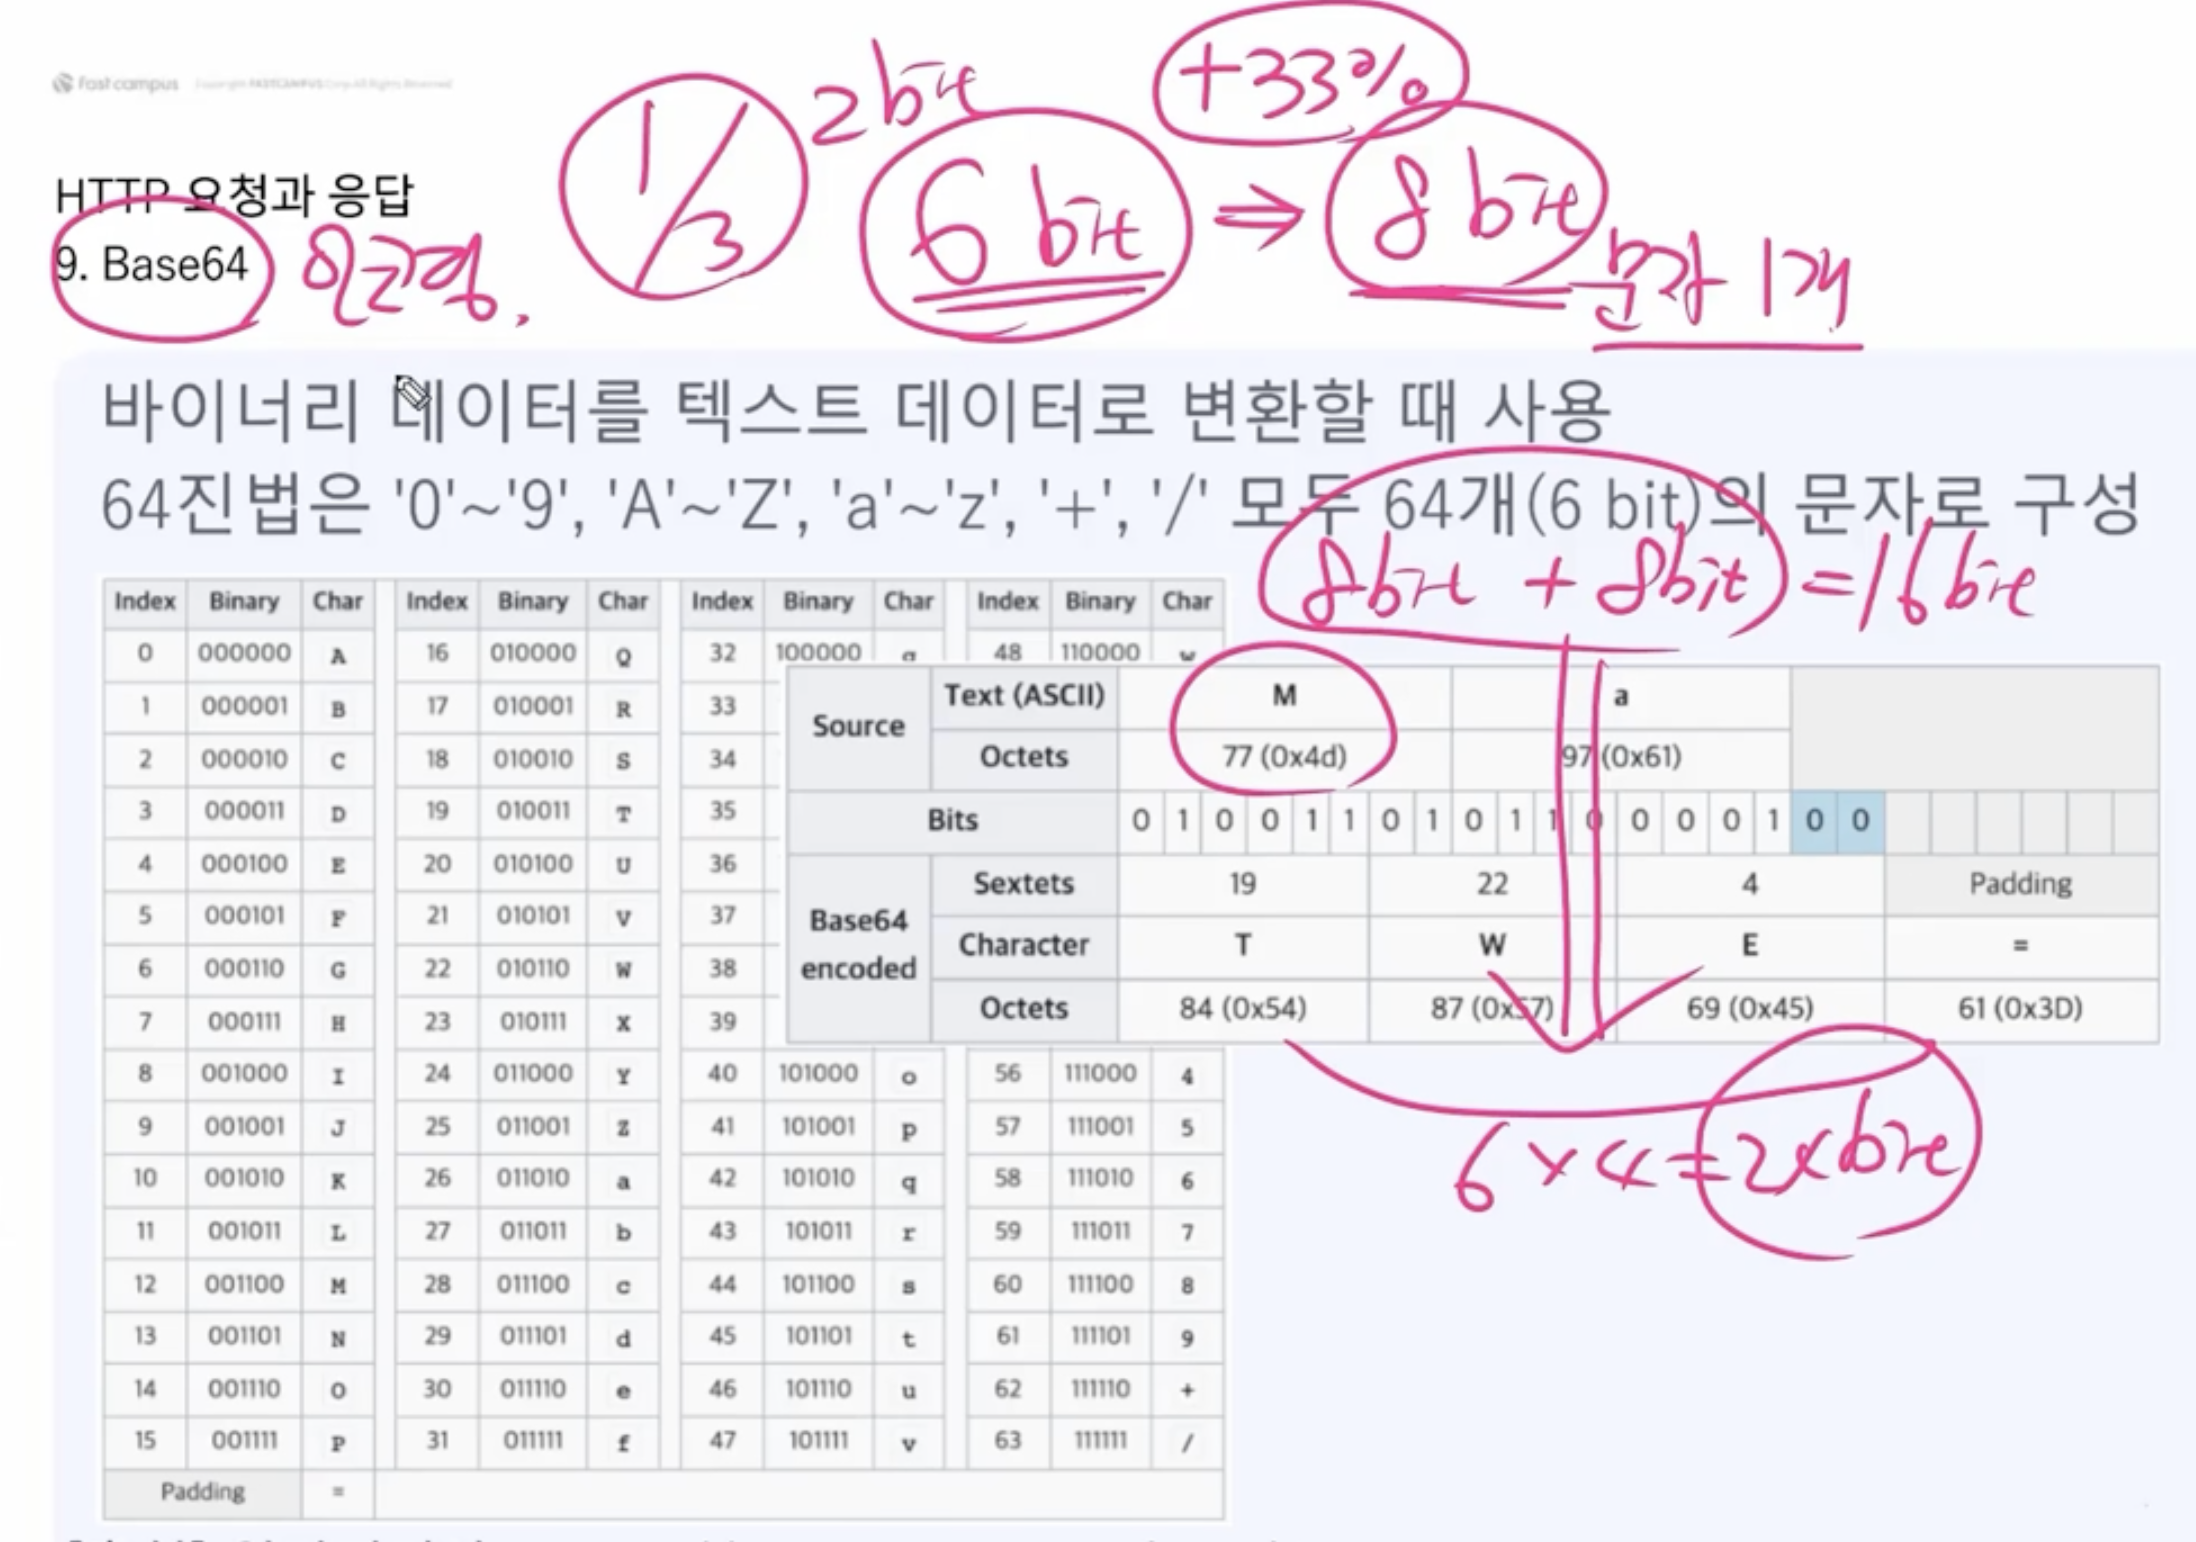 fast campus Copyright FASTCAMPUS Corp. All Rights Reserved
1/3 2bit 6 bit ⇒ 8 bit +33%
문자 1개
HTTP 요청과 응답
9. Base64
바이너리 데이터를 텍스트 데이터로 변환할 때 사용
64진법은 '0'~'9', 'A'~'Z', 'a'~'z', '+', '/' 모두 64개(6 bit)의 문자로 구성
8bit + 8bit = 16bit
Index Binary Char Index Binary Char Index Binary Char Index Binary Char
0 000000 A 16 010000 Q 32 100000 48 110000 w
1 000001 B 17 010001 R 33
2 000010 C 18 010010 S 34
3 000011 D 19 010011 T 35
4 000100 E 20 010100 U 36
5 000101 F 21 010101 V 37
6 000110 G 22 010110 W 38
7 000111 H 23 010111 X 39
8 001000 I 24 011000 Y 40 101000 o 56 111000 4
9 001001 J 25 011001 Z 41 101001 p 57 111001 5
10 001010 K 26 011010 a 42 101010 q 58 111010 6
11 001011 L 27 011011 b 43 101011 r 59 111011 7
12 001100 M 28 011100 c 44 101100 s 60 111100 8
13 001101 N 29 011101 d 45 101101 t 61 111101 9
14 001110 O 30 011110 e 46 101110 u 62 111110 +
15 001111 P 31 011111 f 47 101111 v 63 111111 /
Padding =
Source Text (ASCII) M a
Octets 77 (0x4d) 97 (0x61)
Bits 0 1 0 0 1 1 0 1 0 1 1 0 0 0 0 1 0 0
Base64 encoded Sextets 19 22 4 Padding
Character T W E =
Octets 84 (0x54) 87 (0x57) 69 (0x45) 61 (0x3D)
6 x 4 = 24bit